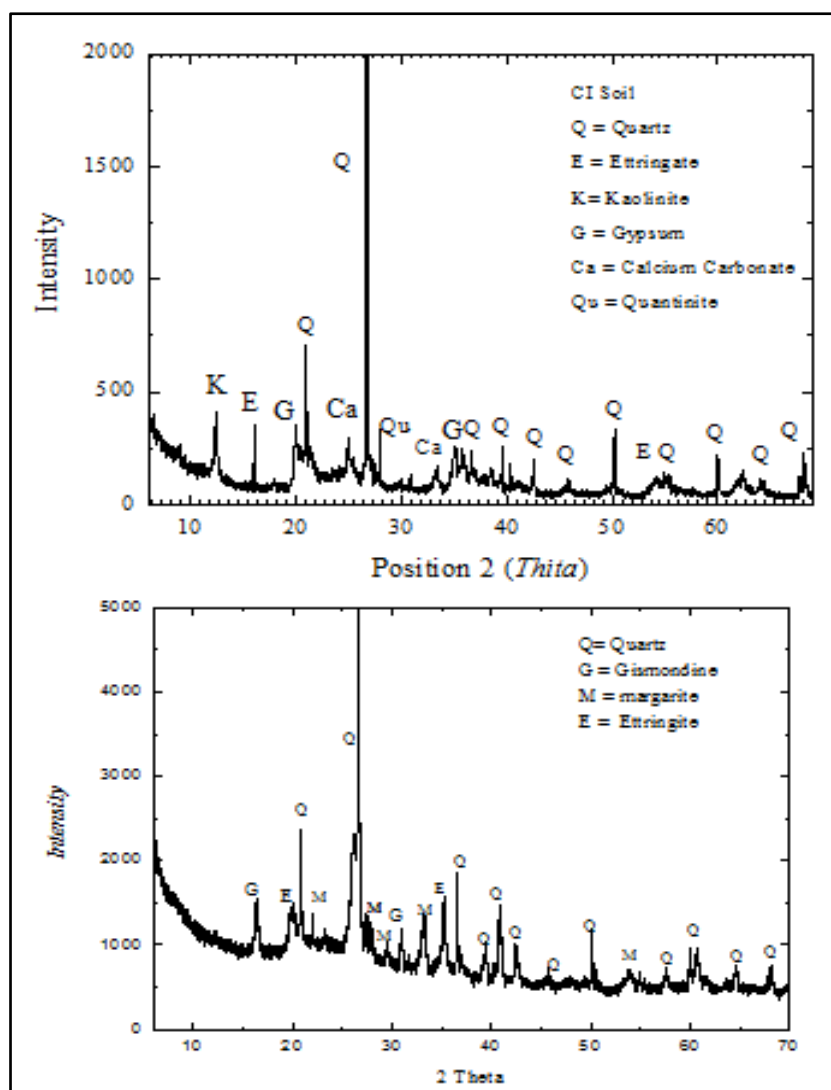 2000
1500
1000
500
0
Intensity
CI Soil
Q = Quartz
E = Ettringate
K= Kaolinite
G = Gypsum
Ca = Calcium Carbonate
Qu = Quantinite
Q
Q
K
E
G
Ca
Qu
Ca
G
Q
Q
Q
Q
Q
E
Q
Q
Q
Q
10 20 30 40 50 60
Position 2 (Thita)
5000
4000
3000
2000
1000
0
Intensity
Q= Quartz
G = Gismondine
M = margarite
E = Ettringite
Q
Q
G
E
M
M
M
G
M
E
Q
Q
Q
Q
Q
Q
M
Q
Q
Q
Q
10 20 30 40 50 60 70
2 Theta